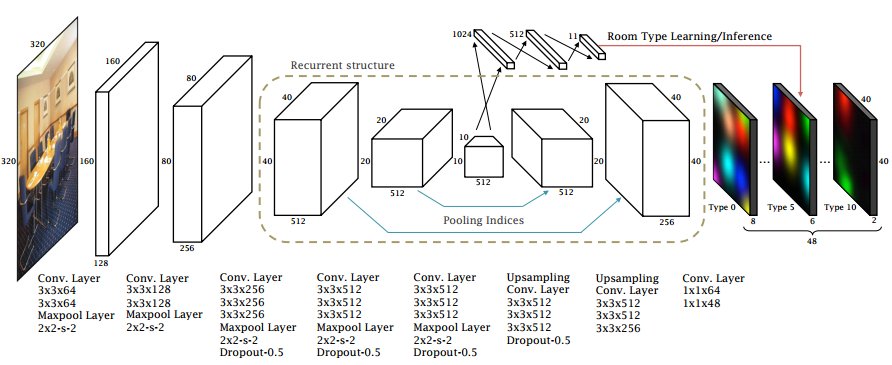 1024
512
11
Room Type Learning/Inference
320
160
80
Recurrent structure
40
20
10
20
40
40
320
160
80
40
20
10
20
40
40
512
512
512
256
Type 0
Type 5
Type 10
8
6
2
128
256
512
Pooling Indices
48
Conv. Layer
3x3x64
3x3x64
Maxpool Layer
2x2-s-2
Conv. Layer
3x3x128
3x3x128
Maxpool Layer
2x2-s-2
Conv. Layer
3x3x256
3x3x256
3x3x256
Maxpool Layer
2x2-s-2
Dropout-0.5
Conv. Layer
3x3x512
3x3x512
3x3x512
Maxpool Layer
2x2-s-2
Dropout-0.5
Conv. Layer
3x3x512
3x3x512
3x3x512
Maxpool Layer
2x2-s-2
Dropout-0.5
Upsampling
Conv. Layer
3x3x512
3x3x512
3x3x512
Dropout-0.5
Upsampling
Conv. Layer
3x3x512
3x3x512
3x3x256
Conv. Layer
1x1x64
1x1x48